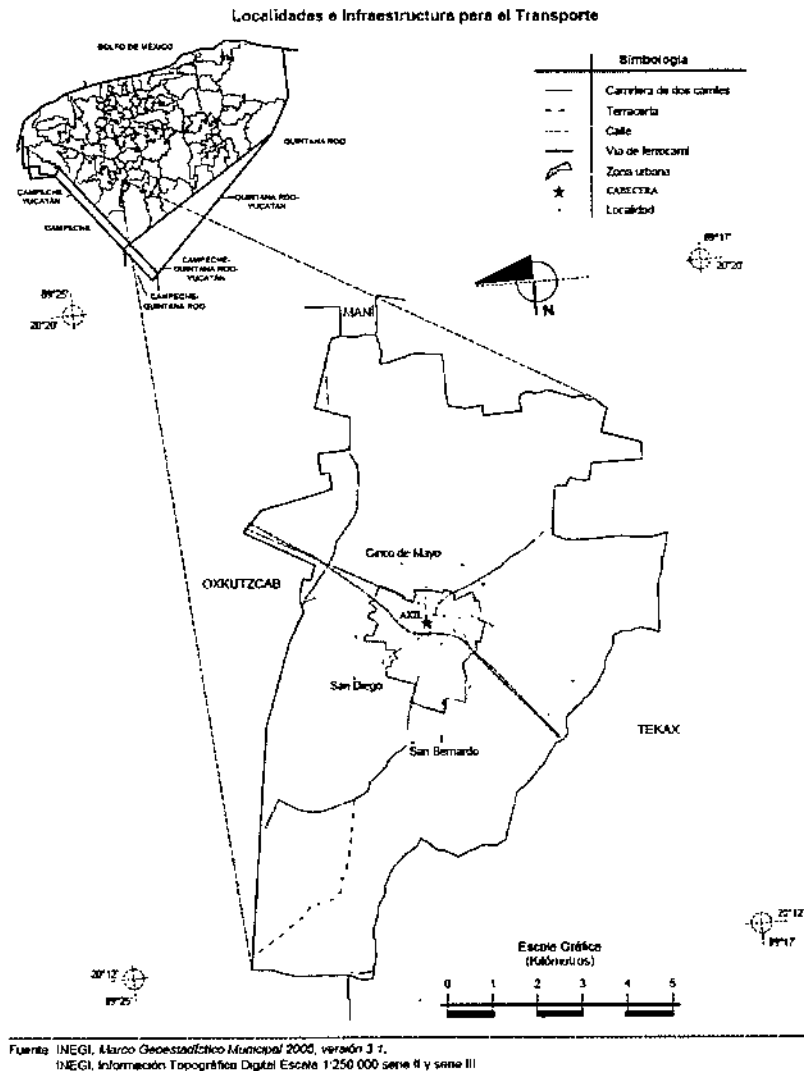 Localidades e Infraestructura para el Transporte
GOLFO DE MÉXICO
QUINTANA ROO
CAMPECHE-
YUCATÁN
CAMPECHE
QUINTANA ROO-
YUCATÁN
CAMPECHE-
QUINTANA ROO-
YUCATÁN
CAMPECHE-
QUINTANA ROO
Simbología
Carretera de dos carriles
Terracería
Calle
Vía de ferrocarril
Zona urbana
CABECERA
Localidad
89°17'
20°20'
89°25'
20°20'
N
MANÍ
Cinco de Mayo
OXKUTZCAB
AKIL
San Diego
San Bernardo
TEKAX
20°12'
89°17'
20°12'
89°25'
Escala Gráfica
(Kilómetros)
0 1 2 3 4 5
Fuente: INEGI, Marco Geoestadístico Municipal 2005, versión 3.1.
INEGI, Información Topográfica Digital Escala 1:250 000 serie II y serie III